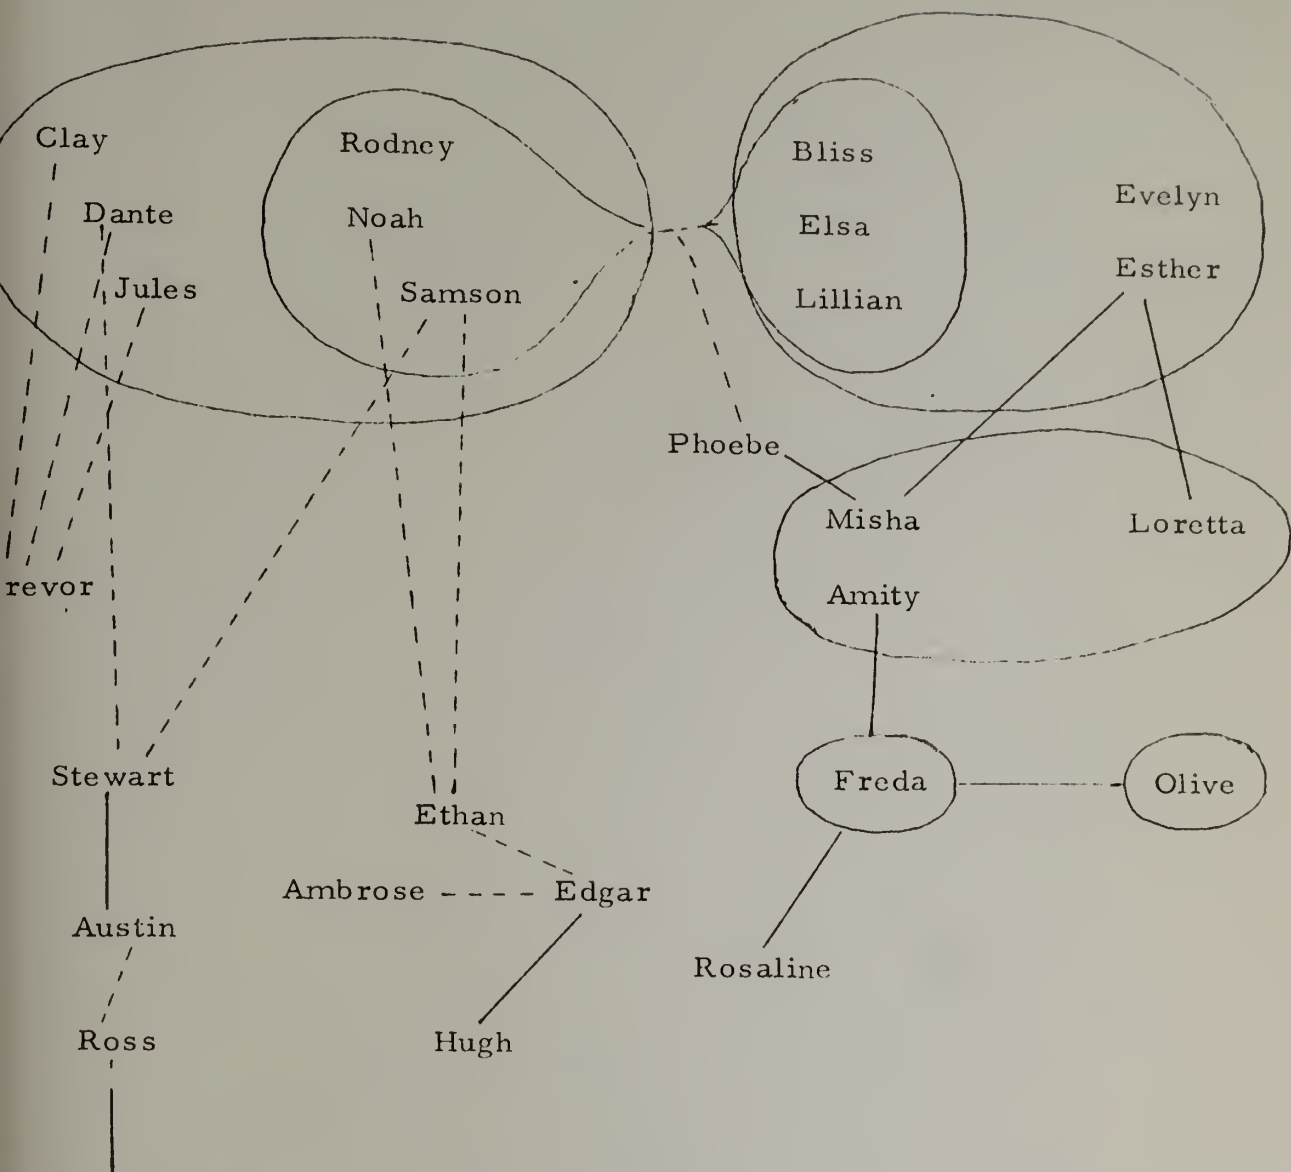 Clay
Rodney
Bliss
Evelyn
Dante
Noah
Elsa
Esther
Jules
Samson
Lillian
Phoebe
Misha
Loretta
revor
Amity
Stewart
Freda
Olive
Ethan
Ambrose
Edgar
Austin
Rosaline
Ross
Hugh